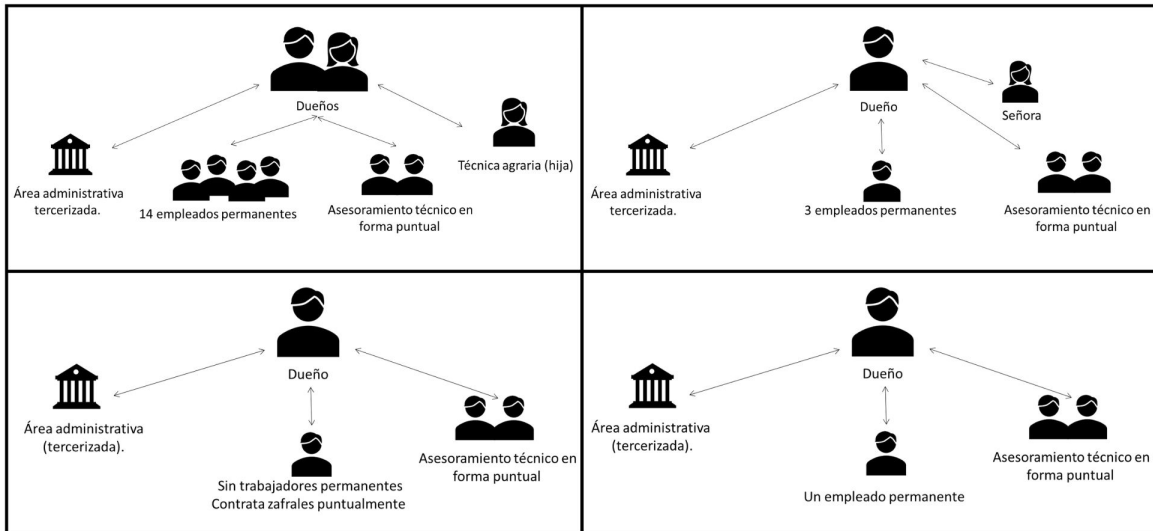 Dueños
Técnica agraria (hija)
Área administrativa
tercerizada.
14 empleados permanentes
Asesoramiento técnico en
forma puntual
Dueño
Señora
Área administrativa
tercerizada.
3 empleados permanentes
Asesoramiento técnico en
forma puntual
Dueño
Área administrativa
(tercerizada).
Sin trabajadores permanentes
Contrata zafrales puntualmente
Asesoramiento técnico en
forma puntual
Dueño
Área administrativa
(tercerizada).
Un empleado permanente
Asesoramiento técnico en
forma puntual